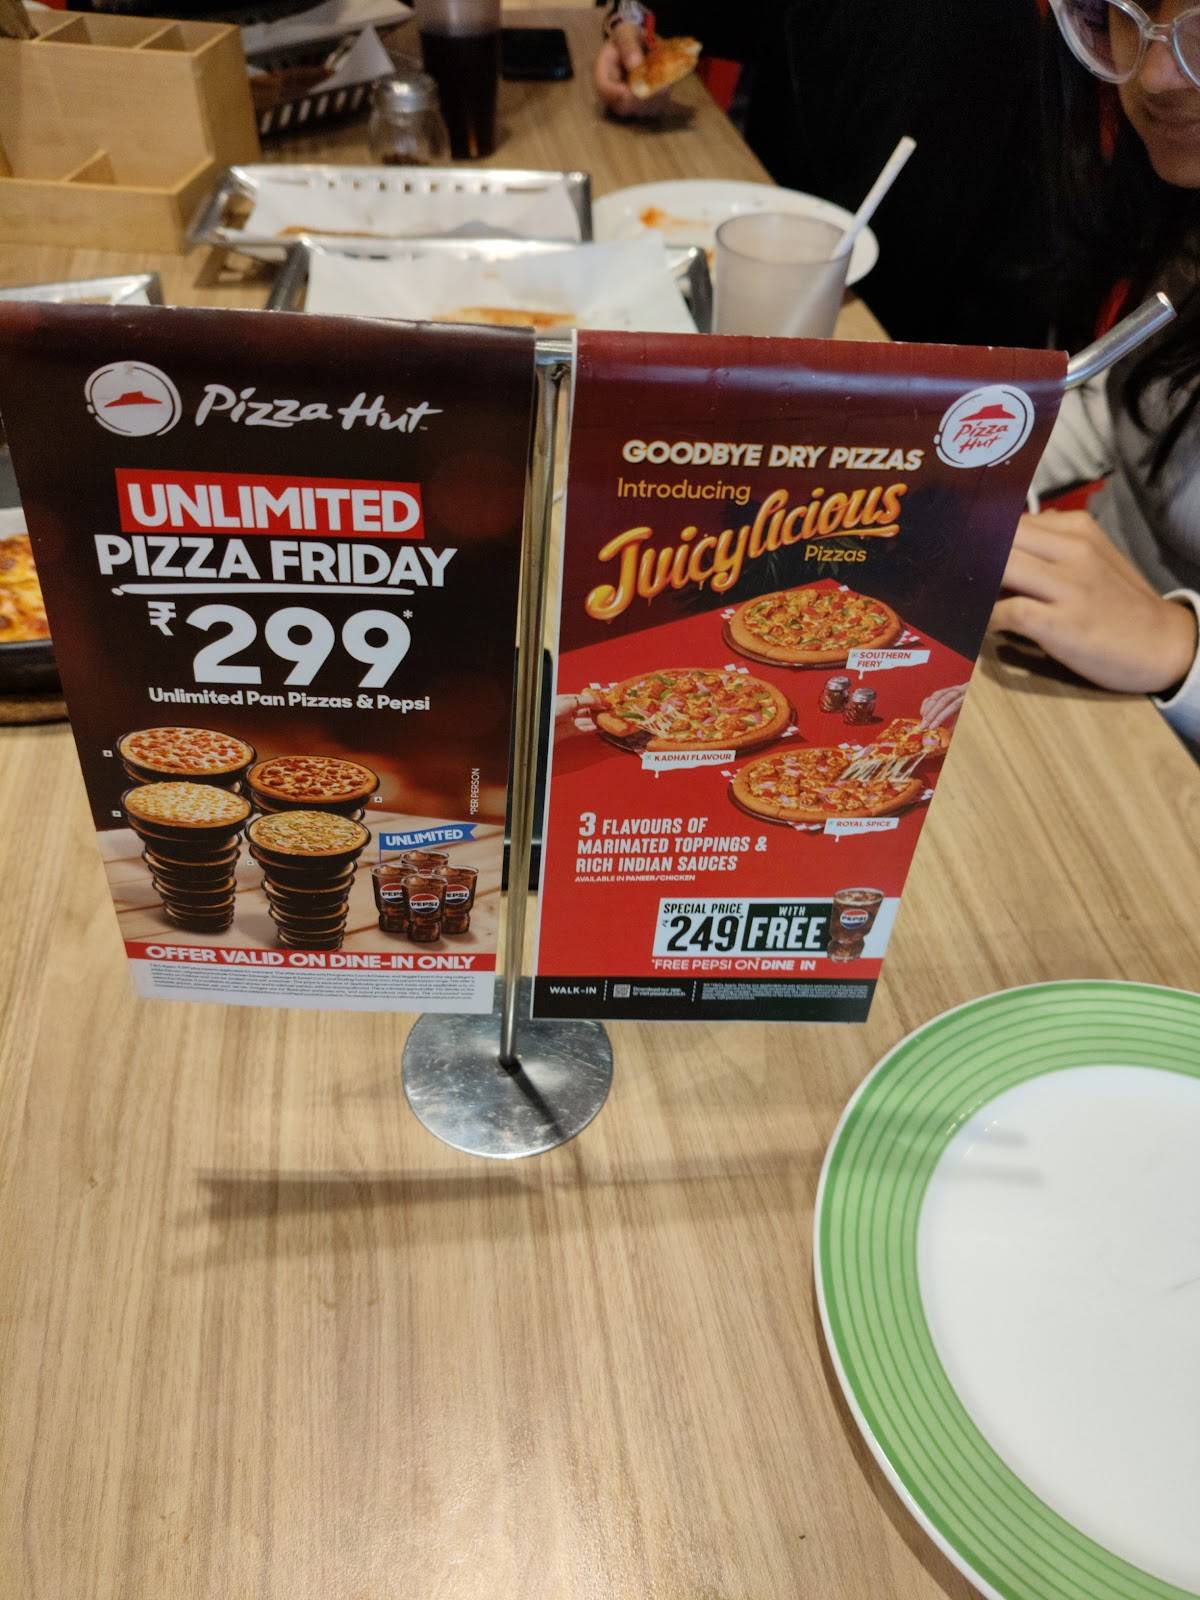 Pizza Hut
UNLIMITED
PIZZA FRIDAY
₹299*
Unlimited Pan Pizzas & Pepsi
*PER PERSON
UNLIMITED
PEPSI
OFFER VALID ON DINE-IN ONLY
Pizza
Hut
GOODBYE DRY PIZZAS
Introducing
Juicylicious
Pizzas
SOUTHERN
FIERY
KADHAI FLAVOUR
ROYAL SPICE
3 FLAVOURS OF
MARINATED TOPPINGS &
RICH INDIAN SAUCES
AVAILABLE IN PANEER/CHICKEN
SPECIAL PRICE
₹249
WITH
FREE
*FREE PEPSI ON DINE IN
WALK-IN